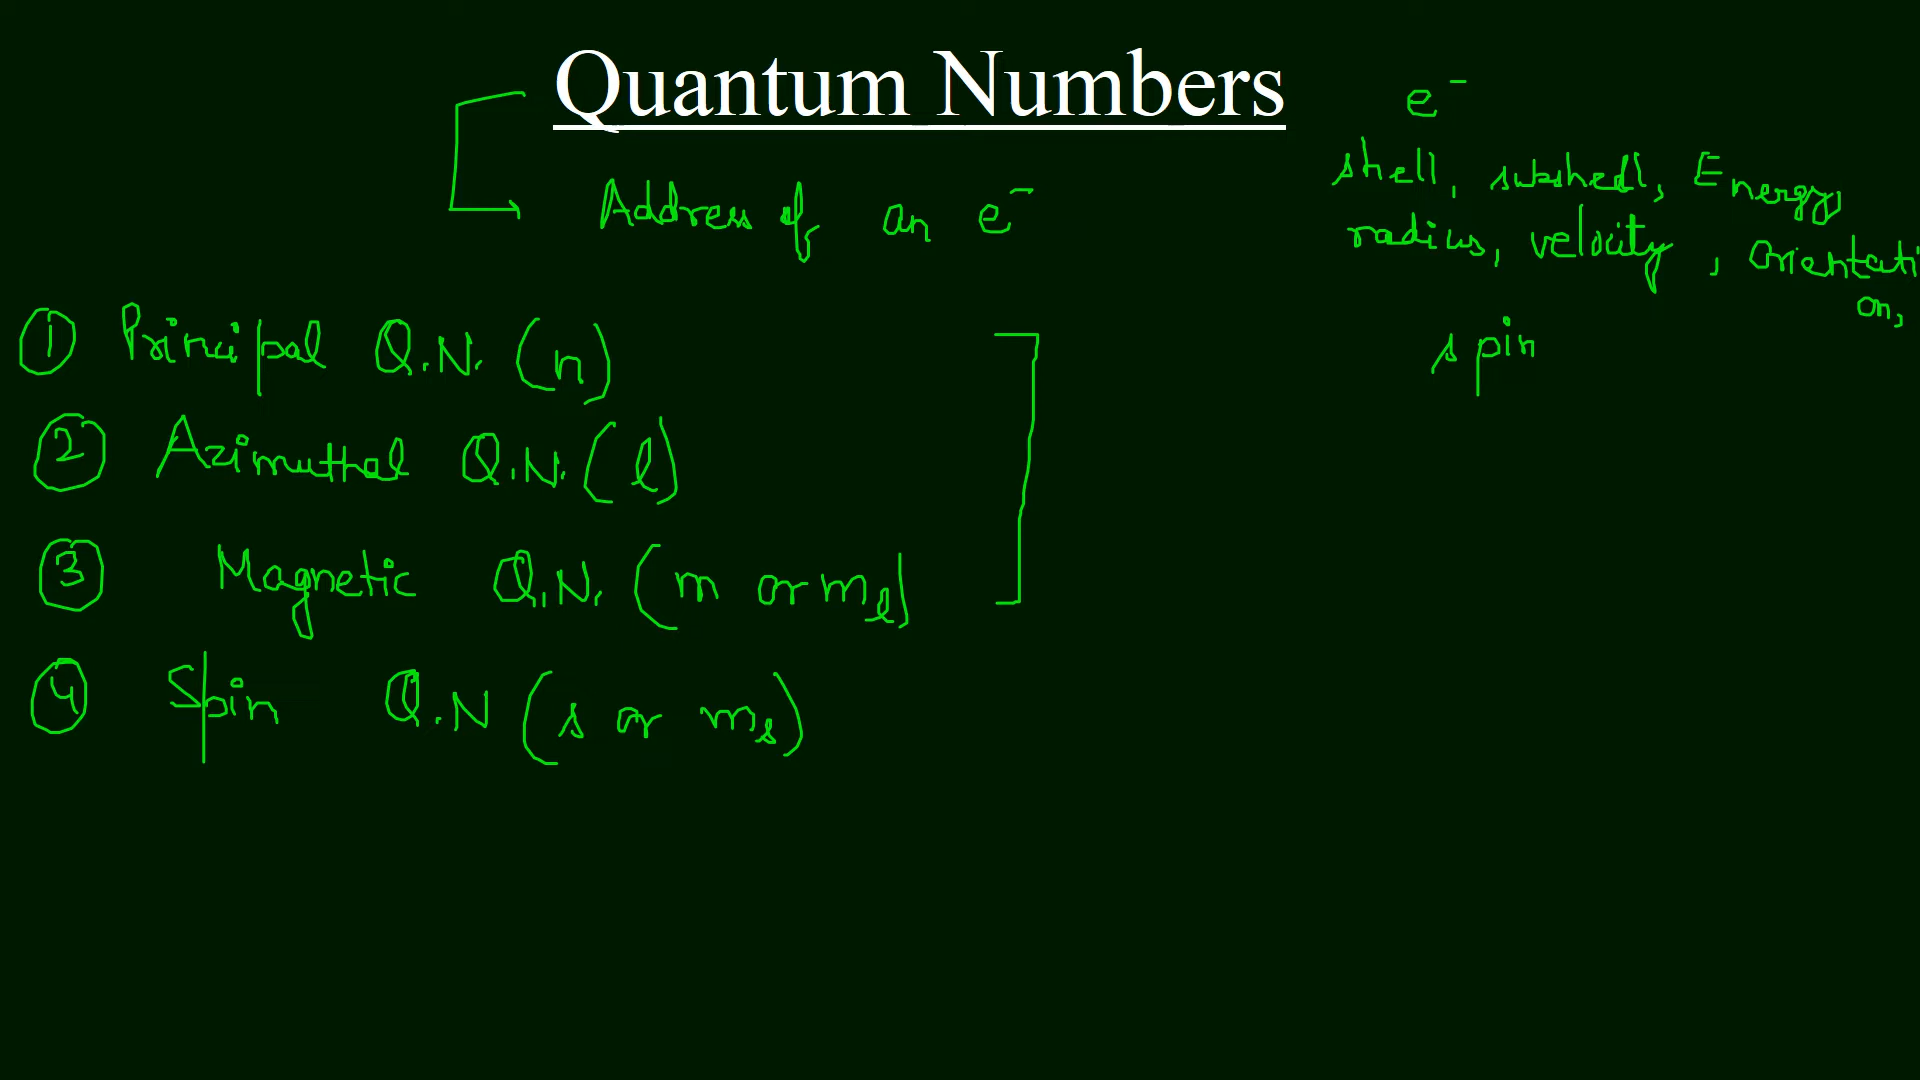 Quantum Numbers
Address of an e⁻
e⁻
shell, subshell, Energy,
radius, velocity, orientati
on,
spin
① Principal Q.N. (n)
② Azimuthal Q.N. (l)
③ Magnetic Q.N. (m or mₗ)
④ Spin Q.N (s or mₛ)